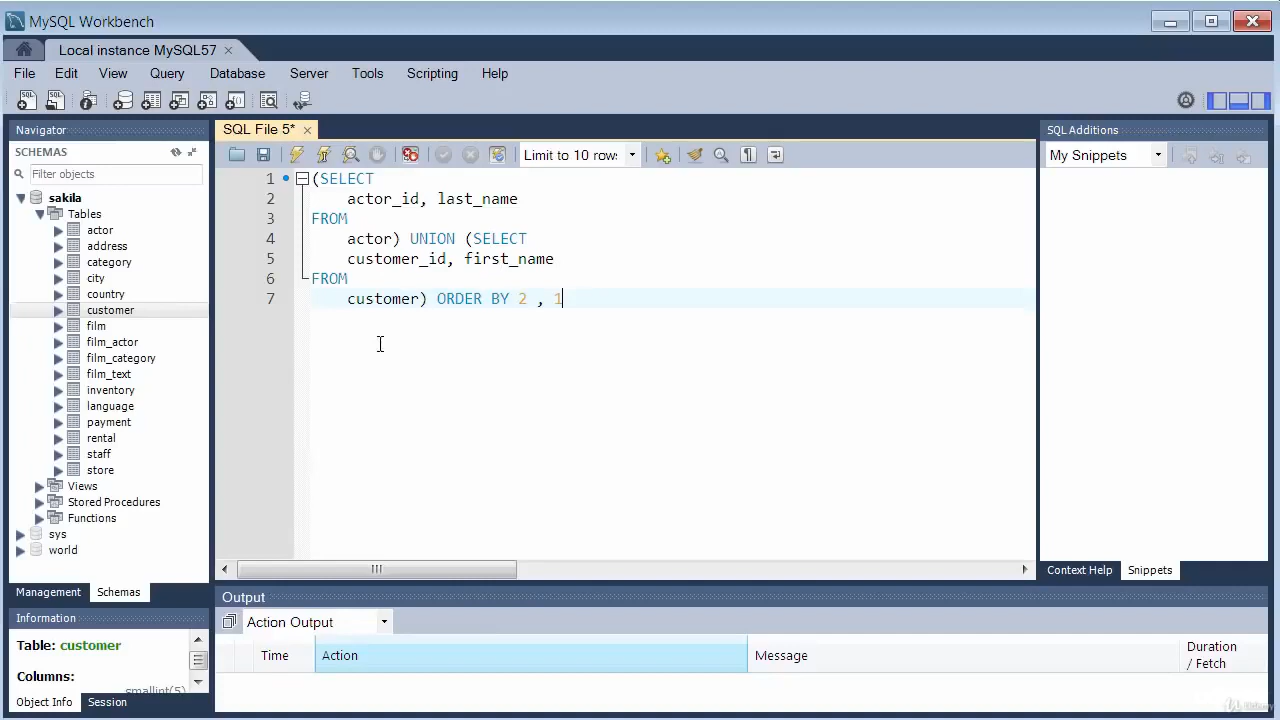 MySQL Workbench
Local instance MySQL57 ×
File Edit View Query Database Server Tools Scripting Help
Navigator
SCHEMAS
Filter objects
sakila
Tables
actor
address
category
city
country
customer
film
film_actor
film_category
film_text
inventory
language
payment
rental
staff
store
Views
Stored Procedures
Functions
sys
world
Management Schemas
Information
Table: customer
Columns:
smallint(5)
Object Info Session
SQL File 5* ×
Limit to 10 rows
1 (SELECT
2 actor_id, last_name
3 FROM
4 actor) UNION (SELECT
5 customer_id, first_name
6 FROM
7 customer) ORDER BY 2 , 1
SQL Additions
My Snippets
Context Help Snippets
Output
Action Output
Time Action Message Duration / Fetch
Udemy